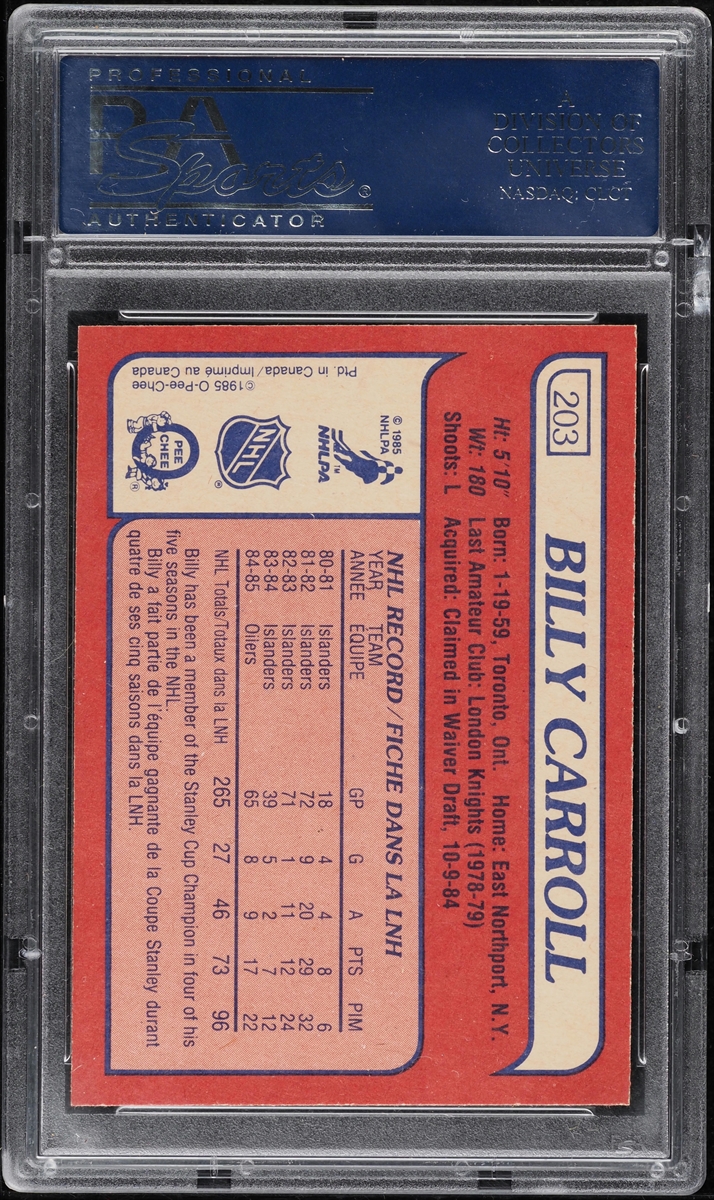 PROFESSIONAL
PSA
Sports®
AUTHENTICATOR
A
DIVISION OF
COLLECTORS
UNIVERSE
NASDAQ: CLCT
203
BILLY CARROLL
Ht: 5'10" Born: 1-19-59, Toronto, Ont. Home: East Northport, N.Y.
Wt: 180 Last Amateur Club: London Knights (1978-79)
Shoots: L Acquired: Claimed in Waiver Draft, 10-9-84
© 1985
NHLPA
NHLPA™
NHL®
O
PEE
CHEE®
©1985 O-Pee-Chee
Ptd. in Canada/Imprimé au Canada
NHL RECORD/FICHE DANS LA LNH
YEAR TEAM
ANNÉE ÉQUIPE GP G A PTS PIM
80-81 Islanders 18 4 4 8 6
81-82 Islanders 72 9 20 29 32
82-83 Islanders 71 1 11 12 24
83-84 Islanders 39 5 2 7 12
84-85 Oilers 65 8 9 17 22
NHL Totals/Totaux dans la LNH 265 27 46 73 96
Billy has been a member of the Stanley Cup Champion in four of his
five seasons in the NHL.
Billy a fait partie de l'équipe gagnante de la Coupe Stanley durant
quatre de ses cinq saisons dans la LNH.